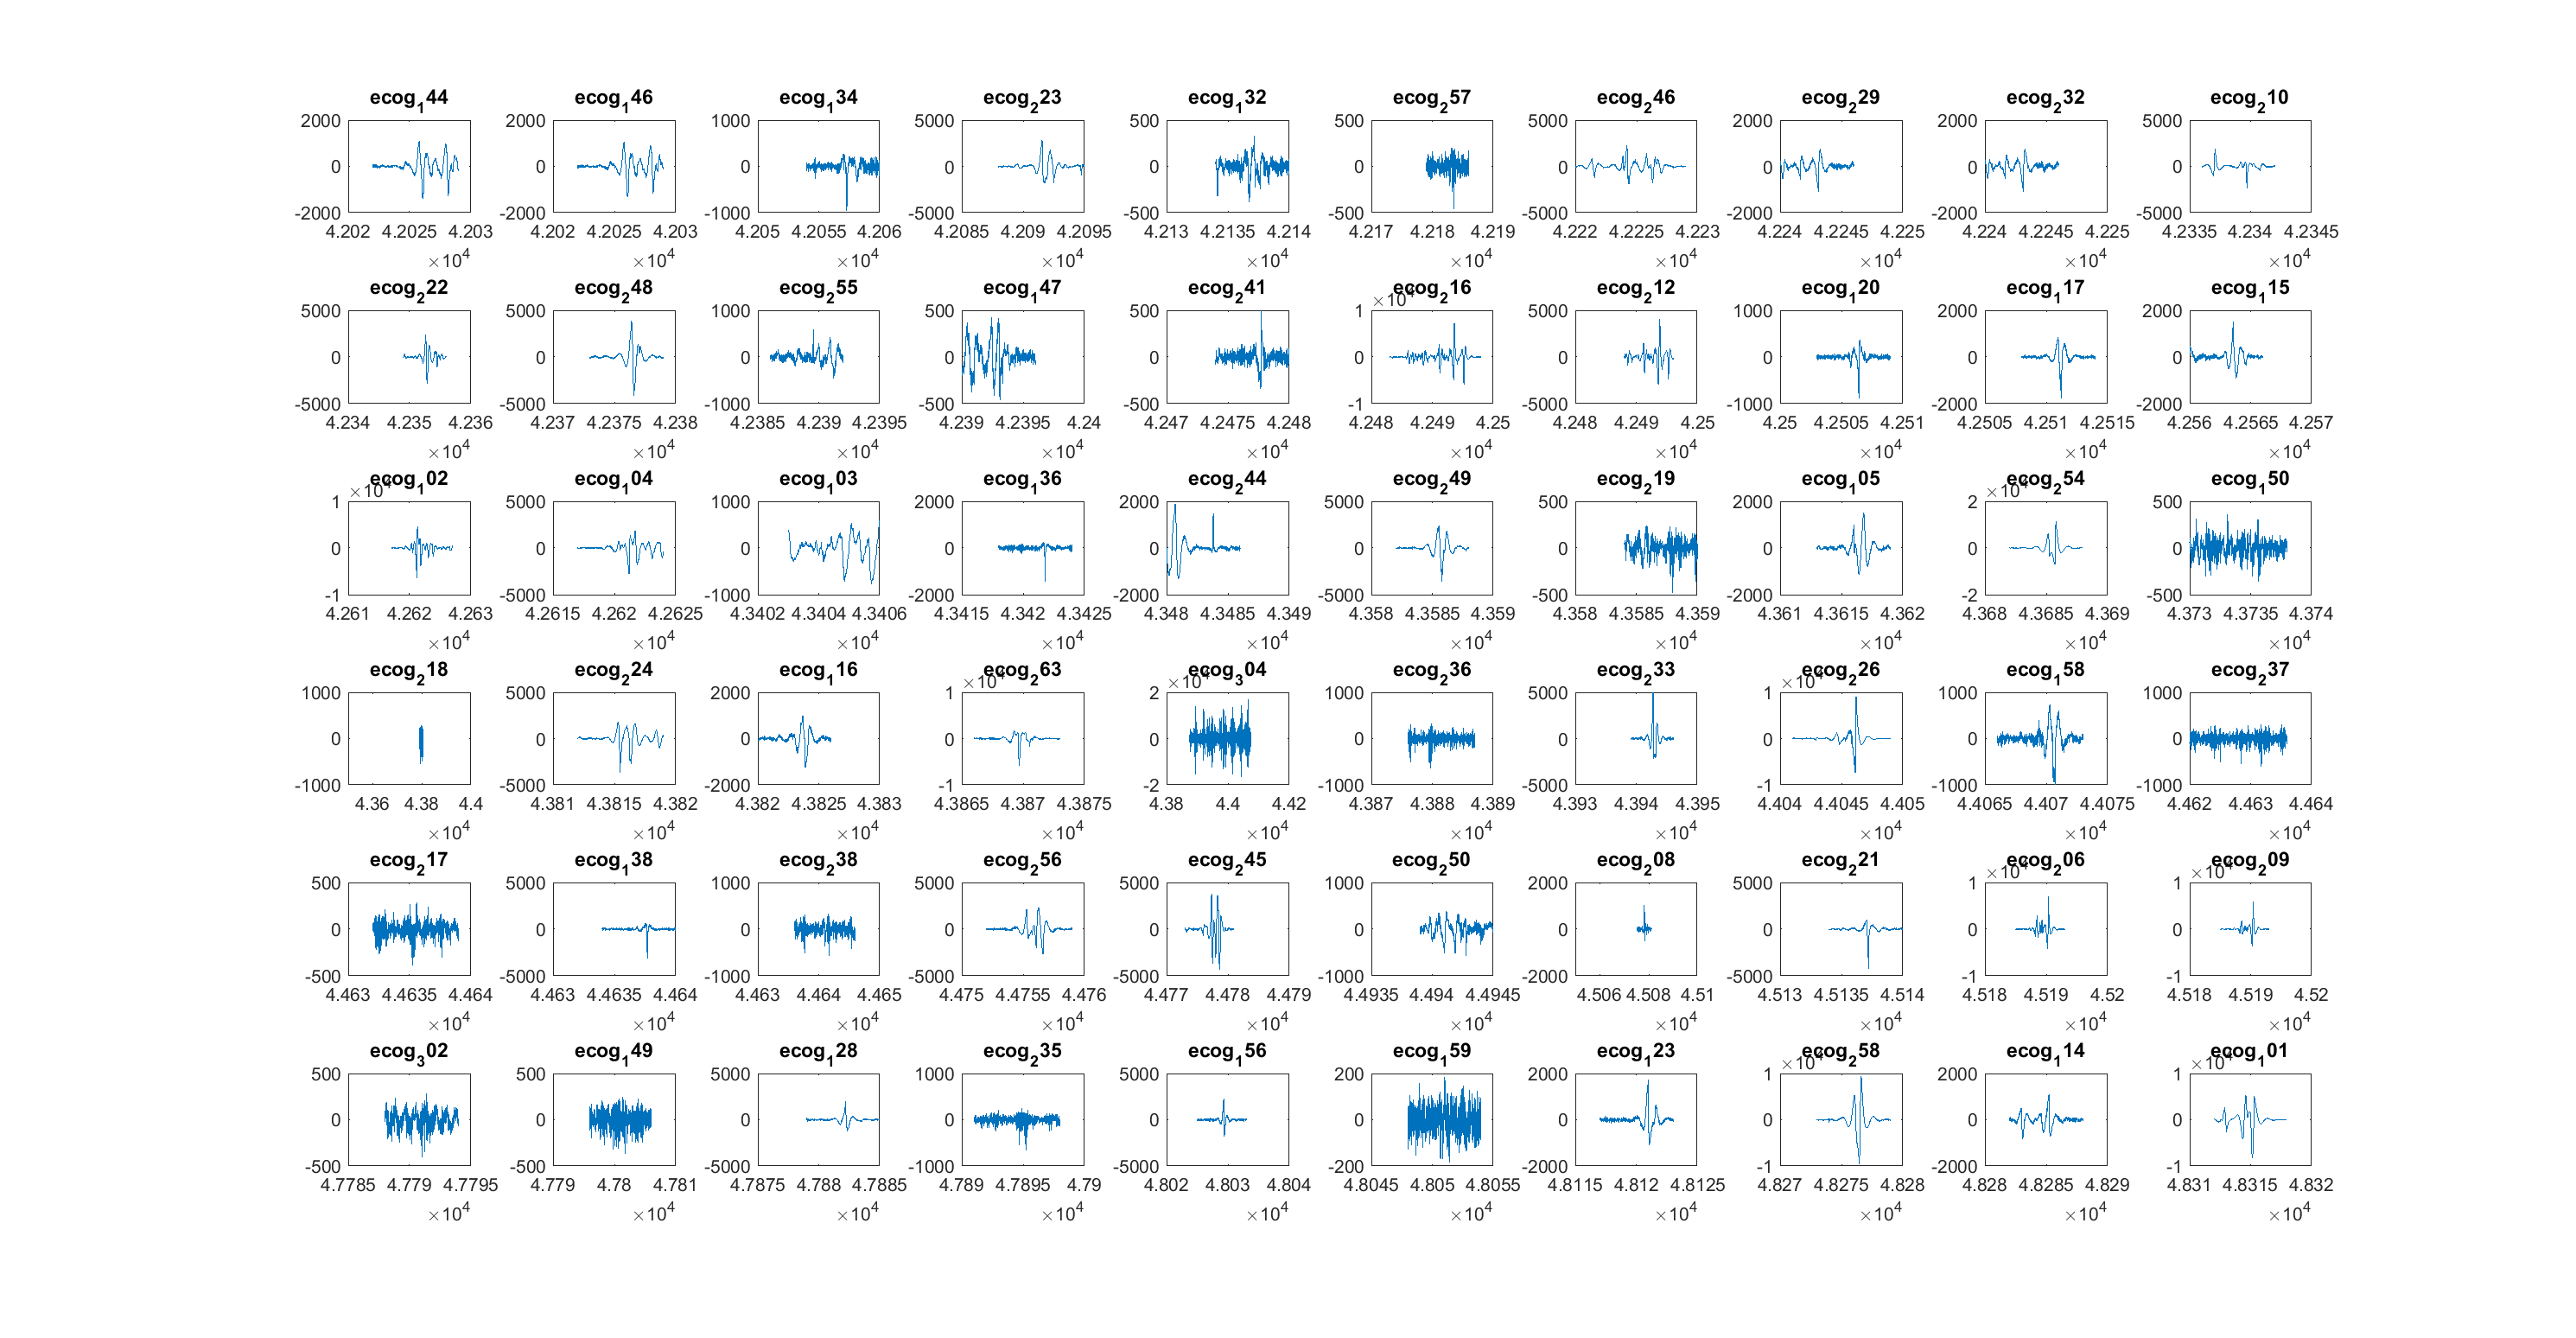 ecog₁44 ecog₁46 ecog₁34 ecog₂23 ecog₁32 ecog₂57 ecog₂46 ecog₂29 ecog₂32 ecog₂10
2000 2000 1000 5000 500 500 5000 2000 2000 5000
0 0 0 0 0 0 0 0 0 0
-2000 -2000 -1000 -5000 -500 -500 -5000 -2000 -2000 -5000
4.202 4.2025 4.203 4.202 4.2025 4.203 4.205 4.2055 4.206 4.2085 4.209 4.2095 4.213 4.2135 4.214 4.217 4.218 4.219 4.222 4.2225 4.223 4.224 4.2245 4.225 4.224 4.2245 4.225 4.2335 4.234 4.2345
×10⁴ ×10⁴ ×10⁴ ×10⁴ ×10⁴ ×10⁴ ×10⁴ ×10⁴ ×10⁴ ×10⁴
ecog₂22 ecog₂48 ecog₂55 ecog₁47 ecog₂41 ecog₂16 ecog₂12 ecog₁20 ecog₁17 ecog₁15
5000 5000 1000 500 500 1 ×10⁴ 5000 1000 2000 2000
0 0 0 0 0 0 0 0 0 0
-5000 -5000 -1000 -500 -500 -1 -5000 -1000 -2000 -2000
4.234 4.235 4.236 4.237 4.2375 4.238 4.2385 4.239 4.2395 4.239 4.2395 4.24 4.247 4.2475 4.248 4.248 4.249 4.25 4.248 4.249 4.25 4.25 4.2505 4.251 4.2505 4.251 4.2515 4.256 4.2565 4.257
×10⁴ ×10⁴ ×10⁴ ×10⁴ ×10⁴ ×10⁴ ×10⁴ ×10⁴ ×10⁴ ×10⁴
ecog₁02 ecog₁04 ecog₁03 ecog₁36 ecog₂44 ecog₂49 ecog₂19 ecog₁05 ecog₂54 ecog₁50
1 ×10⁴ 5000 1000 2000 2000 5000 500 2000 2 ×10⁴ 500
0 0 0 0 0 0 0 0 0 0
-1 -5000 -1000 -2000 -2000 -5000 -500 -2000 -2 -500
4.261 4.262 4.263 4.2615 4.262 4.2625 4.3402 4.3404 4.3406 4.3415 4.342 4.3425 4.348 4.3485 4.349 4.358 4.3585 4.359 4.358 4.3585 4.359 4.361 4.3615 4.362 4.368 4.3685 4.369 4.373 4.3735 4.374
×10⁴ ×10⁴ ×10⁴ ×10⁴ ×10⁴ ×10⁴ ×10⁴ ×10⁴ ×10⁴ ×10⁴
ecog₂18 ecog₂24 ecog₁16 ecog₂63 ecog₃04 ecog₂36 ecog₂33 ecog₂26 ecog₁58 ecog₂37
1000 5000 2000 1 ×10⁴ 2 ×10⁴ 1000 5000 1 ×10⁴ 1000 1000
0 0 0 0 0 0 0 0 0 0
-1000 -5000 -2000 -1 -2 -1000 -5000 -1 -1000 -1000
4.36 4.38 4.4 4.381 4.3815 4.382 4.382 4.3825 4.383 4.3865 4.387 4.3875 4.38 4.4 4.42 4.387 4.388 4.389 4.393 4.394 4.395 4.404 4.4045 4.405 4.4065 4.407 4.4075 4.462 4.463 4.464
×10⁴ ×10⁴ ×10⁴ ×10⁴ ×10⁴ ×10⁴ ×10⁴ ×10⁴ ×10⁴ ×10⁴
ecog₂17 ecog₁38 ecog₂38 ecog₂56 ecog₂45 ecog₂50 ecog₂08 ecog₂21 ecog₂06 ecog₂09
500 5000 1000 5000 5000 1000 2000 5000 1 ×10⁴ 1 ×10⁴
0 0 0 0 0 0 0 0 0 0
-500 -5000 -1000 -5000 -5000 -1000 -2000 -5000 -1 -1
4.463 4.4635 4.464 4.463 4.4635 4.464 4.463 4.464 4.465 4.475 4.4755 4.476 4.477 4.478 4.479 4.4935 4.494 4.4945 4.506 4.508 4.51 4.513 4.5135 4.514 4.518 4.519 4.52 4.518 4.519 4.52
×10⁴ ×10⁴ ×10⁴ ×10⁴ ×10⁴ ×10⁴ ×10⁴ ×10⁴ ×10⁴ ×10⁴
ecog₃02 ecog₁49 ecog₁28 ecog₂35 ecog₁56 ecog₁59 ecog₁23 ecog₂58 ecog₁14 ecog₁01
500 500 5000 1000 5000 200 2000 1 ×10⁴ 2000 1 ×10⁴
0 0 0 0 0 0 0 0 0 0
-500 -500 -5000 -1000 -5000 -200 -2000 -1 -2000 -1
4.7785 4.779 4.7795 4.779 4.78 4.781 4.7875 4.788 4.7885 4.789 4.7895 4.79 4.802 4.803 4.804 4.8045 4.805 4.8055 4.8115 4.812 4.8125 4.827 4.8275 4.828 4.828 4.8285 4.829 4.831 4.8315 4.832
×10⁴ ×10⁴ ×10⁴ ×10⁴ ×10⁴ ×10⁴ ×10⁴ ×10⁴ ×10⁴ ×10⁴